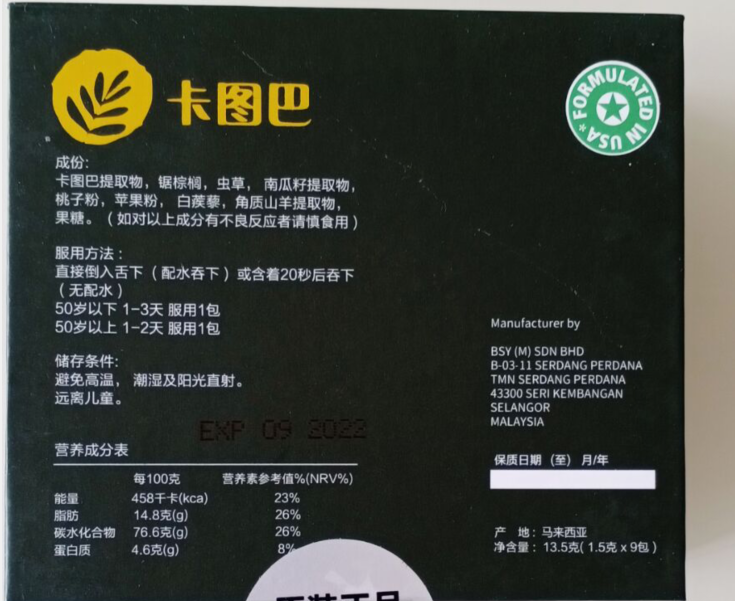 卡图巴
FORMULATED IN USA
成份:
卡图巴提取物，锯棕榈，虫草， 南瓜籽提取物，
桃子粉，苹果粉， 白蒺藜，角质山羊提取物，
果糖。（如对以上成分有不良反应者请慎食用）
服用方法：
直接倒入舌下（配水吞下）或含着20秒后吞下
（无配水）
50岁以下 1-3天 服用1包
50岁以上 1-2天 服用1包
储存条件:
避免高温， 潮湿及阳光直射。
远离儿童。
EXP 09 2022
营养成分表
每100克 营养素参考值%(NRV%)
能量 458千卡(kca) 23%
脂肪 14.8克(g) 26%
碳水化合物 76.6克(g) 26%
蛋白质 4.6克(g) 8%
Manufacturer by
BSY (M) SDN BHD
B-03-11 SERDANG PERDANA
TMN SERDANG PERDANA
43300 SERI KEMBANGAN
SELANGOR
MALAYSIA
保质日期 （至） 月/年
产 地: 马来西亚
净含量: 13.5克( 1.5克 x 9包 )